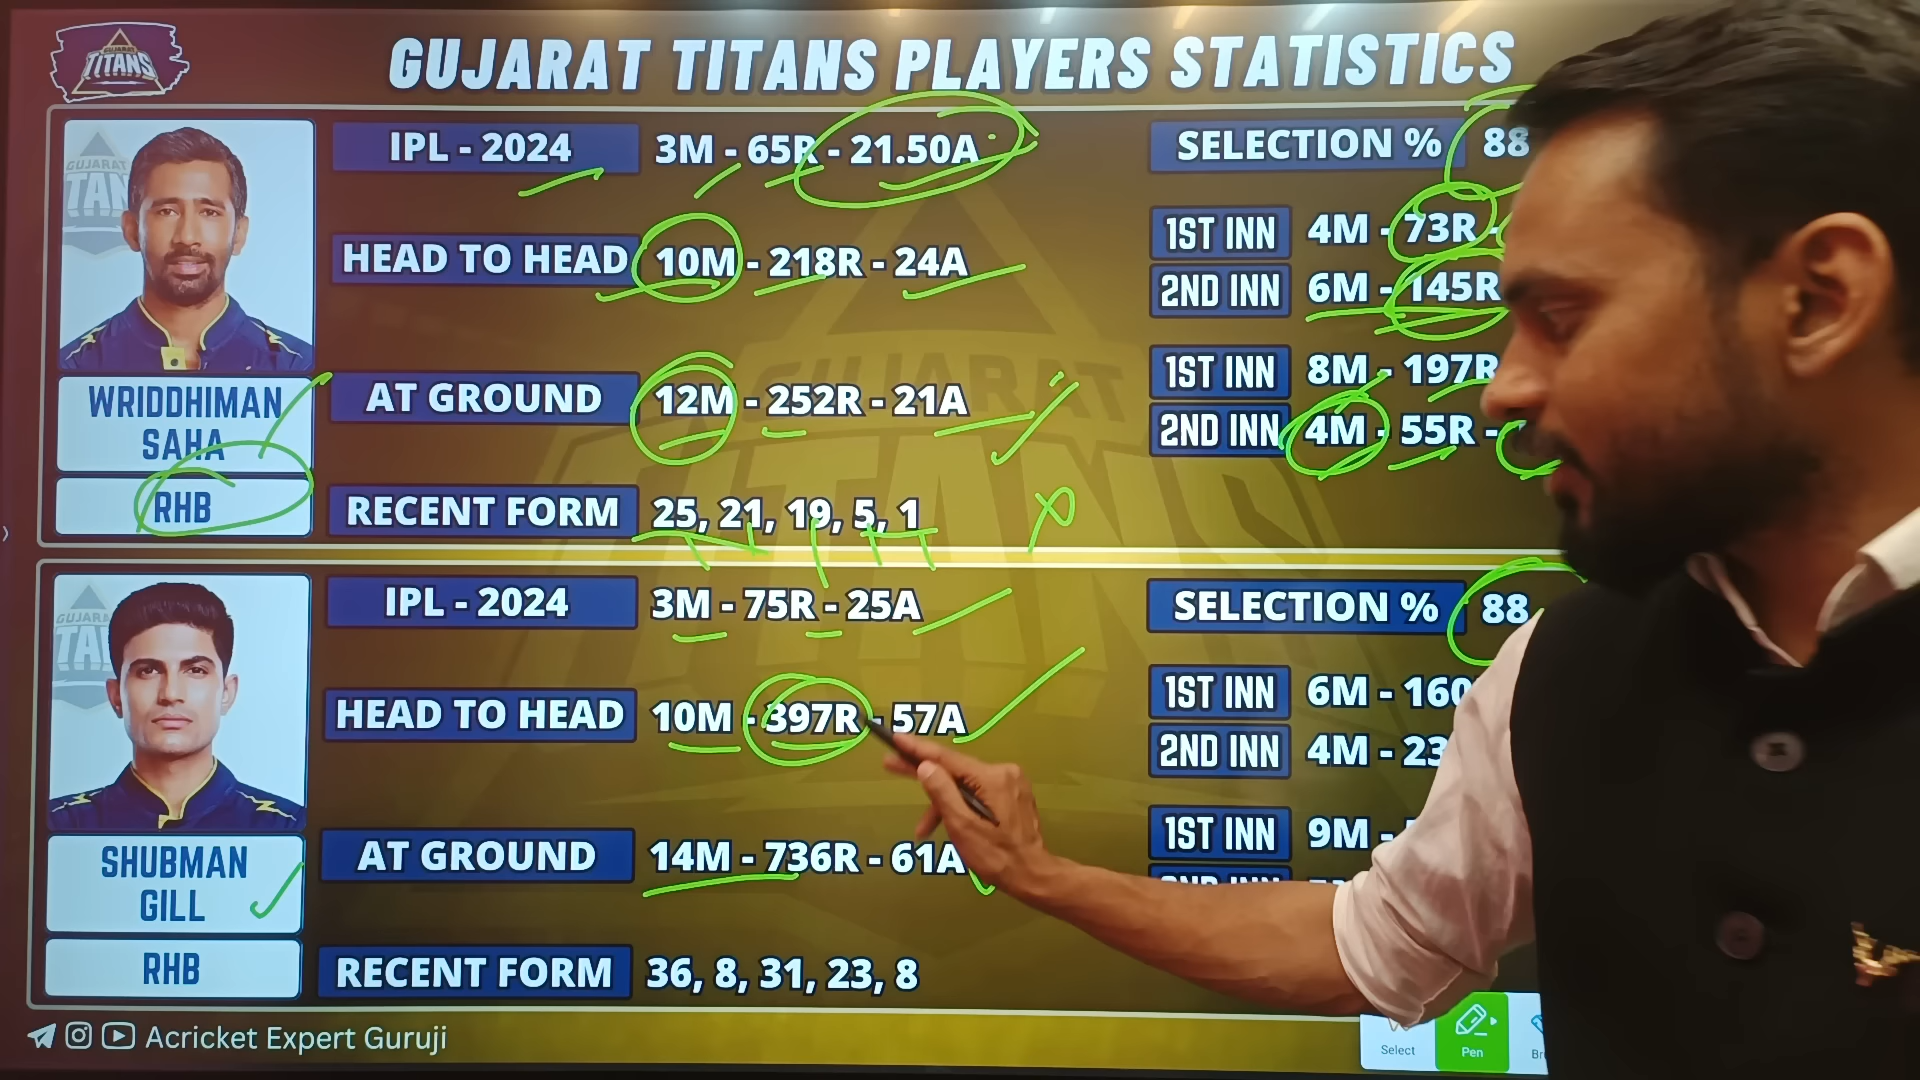 GUJARAT TITANS PLAYERS STATISTICS
TITANS
IPL - 2024 3M - 65R - 21.50A
SELECTION % 88
HEAD TO HEAD 10M - 218R - 24A
1ST INN 4M - 73R -
2ND INN 6M - 145R
AT GROUND 12M - 252R - 21A
1ST INN 8M - 197R
2ND INN 4M - 55R -
WRIDDHIMAN
SAHA
RHB
RECENT FORM 25, 21, 19, 5, 1
IPL - 2024 3M - 75R - 25A
SELECTION % 88
HEAD TO HEAD 10M - 397R - 57A
1ST INN 6M - 160
2ND INN 4M - 23
AT GROUND 14M - 736R - 61A
1ST INN 9M -
2ND INN
SHUBMAN
GILL
RHB
RECENT FORM 36, 8, 31, 23, 8
Acricket Expert Guruji
Select Pen
GUJARAT
TITANS